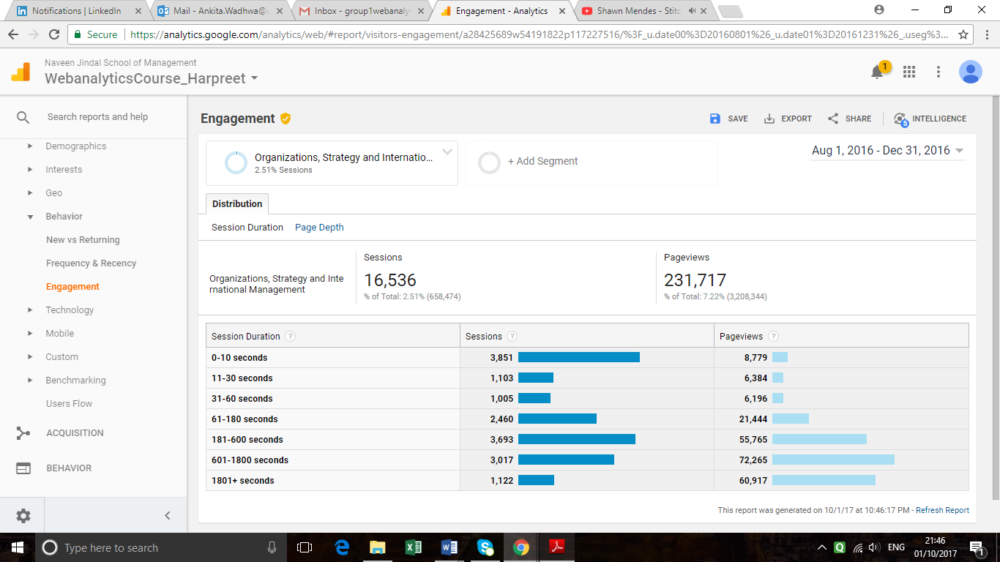 Notifications | LinkedIn
Mail - Ankita.Wadhwa@
Inbox - group1webanaly
Engagement - Analytics
Shawn Mendes - Stitc
Secure
https://analytics.google.com/analytics/web/#report/visitors-engagement/a28425689w54191822p117227516/%3F_u.date00%3D20160801%26_u.date01%3D20161231%26_.useg%3...
Naveen Jindal School of Management
WebanalyticsCourse_Harpreet
1
Search reports and help
Demographics
Interests
Geo
Behavior
New vs Returning
Frequency & Recency
Engagement
Technology
Mobile
Custom
Benchmarking
Users Flow
ACQUISITION
BEHAVIOR
Engagement
SAVE
EXPORT
SHARE
5
INTELLIGENCE
Organizations, Strategy and Internatio...
2.51% Sessions
+ Add Segment
Aug 1, 2016 - Dec 31, 2016
Distribution
Session Duration Page Depth
Organizations, Strategy and Inte
rnational Management
Sessions
16,536
% of Total: 2.51% (658,474)
Pageviews
231,717
% of Total: 7.22% (3,208,344)
Session Duration ? Sessions ? Pageviews ?
0-10 seconds 3,851 8,779
11-30 seconds 1,103 6,384
31-60 seconds 1,005 6,196
61-180 seconds 2,460 21,444
181-600 seconds 3,693 55,765
601-1800 seconds 3,017 72,265
1801+ seconds 1,122 60,917
This report was generated on 10/1/17 at 10:46:17 PM - Refresh Report
Type here to search
ENG
21:46
01/10/2017
1